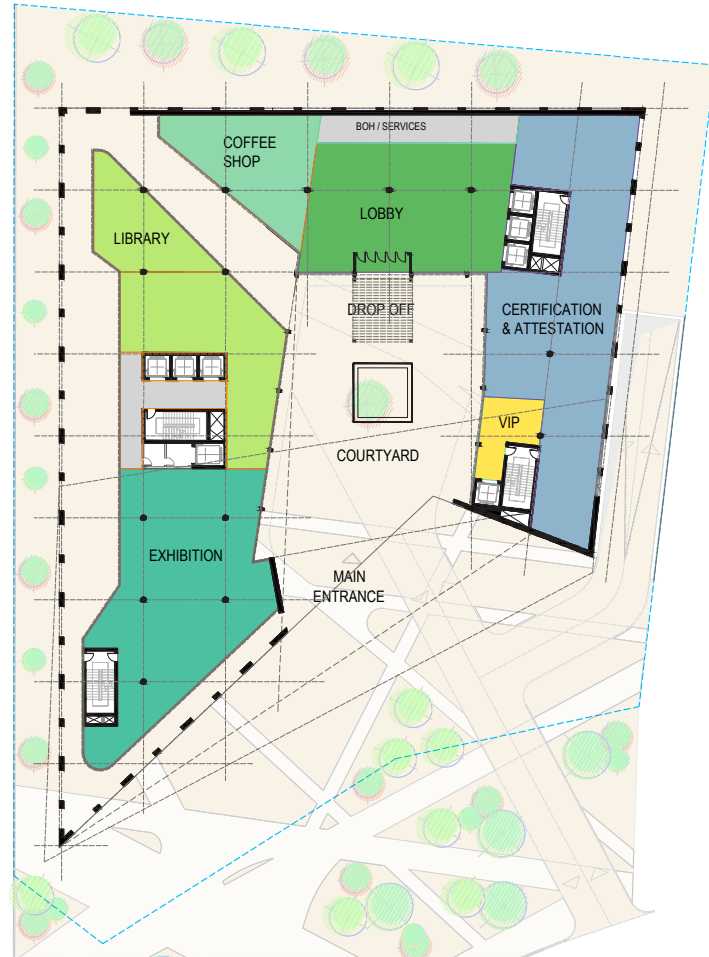 BOH / SERVICES
COFFEE
SHOP
LOBBY
LIBRARY
DROP OFF
CERTIFICATION
& ATTESTATION
VIP
COURTYARD
EXHIBITION
MAIN
ENTRANCE